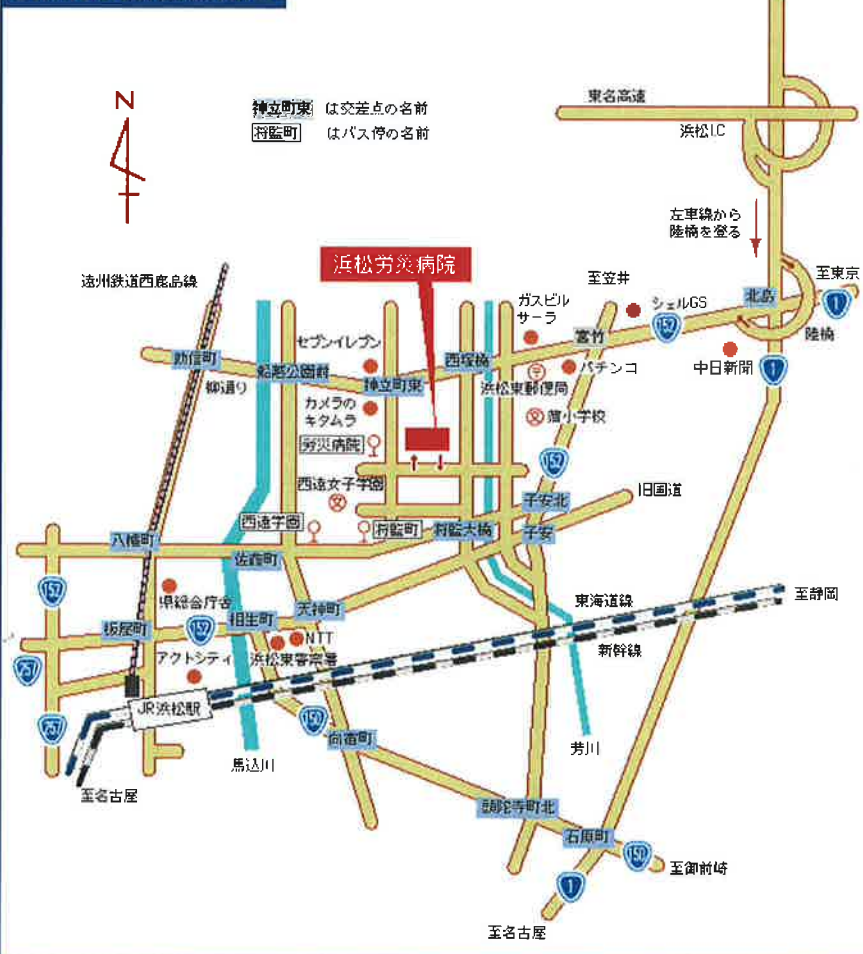 N
神立町東 は交差点の名前
将監町 はバス停の名前
東名高速
浜松I.C
左車線から
陸橋を登る
浜松労災病院
遠州鉄道西鹿島線
至笠井
至東京
ガスビル
サーラ
シェルGS
北島
1
152
陸橋
宮竹
セブンイレブン
西塚橋
助信町
船越公園前
神立町東
柳通り
浜松東郵便局
パチンコ
中日新聞
1
カメラの
キタムラ
文
蒲小学校
労災病院
152
西遠女子学園
文
子安北
旧国道
西遠学園
将監町
将監大橋
子安
八幡町
佐藤町
152
県総合庁舎
天神町
東海道線
至静岡
板屋町
152
相生町
NTT
アクトシティ
浜松東警察署
新幹線
257
JR浜松駅
257
150
向宿町
芳川
馬込川
至名古屋
頭陀寺町北
石原町
150
至御前崎
1
至名古屋